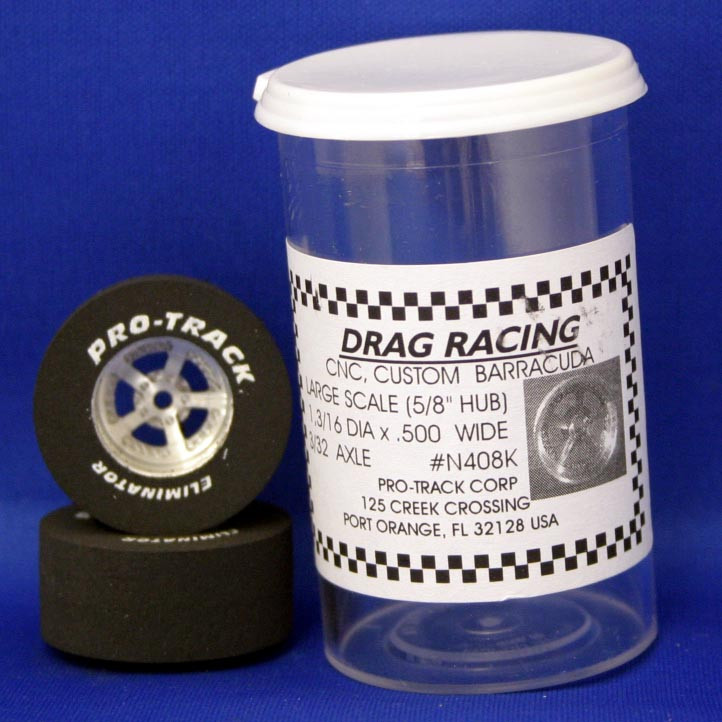 PRO-TRACK
ELIMINATOR
ELIMINATOR
DRAG RACING
CNC, CUSTOM BARRACUDA
LARGE SCALE (5/8" HUB)
1.3/16 DIA x .500 WIDE
3/32 AXLE #N408K
PRO-TRACK CORP
125 CREEK CROSSING
PORT ORANGE, FL 32128 USA